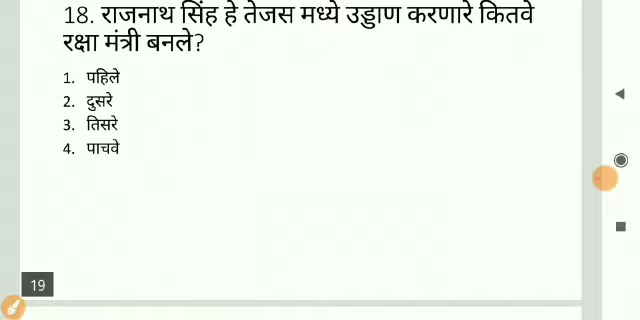 18. राजनाथ सिंह हे तेजस मध्ये उड्डाण करणारे कितवे
रक्षा मंत्री बनले?
1. पहिले
2. दुसरे
3. तिसरे
4. पाचवे
19